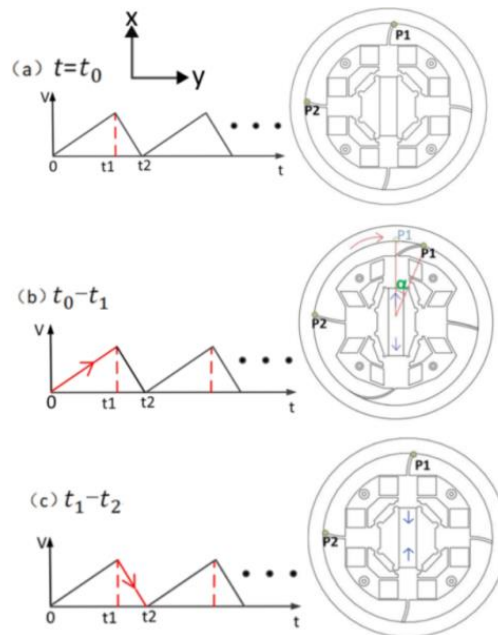 x
y
P1
P2
(a) t=t₀
V
0
t1
t2
t
P1
P1
α
P2
(b) t₀−t₁
V
0
t1
t2
t
P1
P2
(c) t₁−t₂
V
0
t1
t2
t